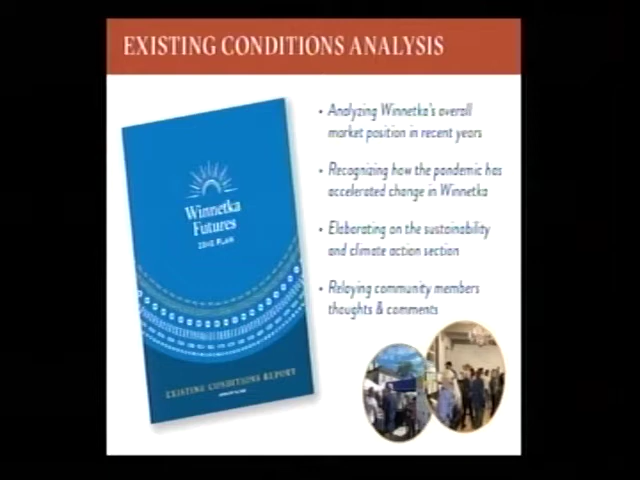 EXISTING CONDITIONS ANALYSIS
Winnetka
Futures
2040 PLAN
EXISTING CONDITIONS REPORT
• Analyzing Winnetka's overall
market position in recent years
• Recognizing how the pandemic has
accelerated change in Winnetka
• Elaborating on the sustainability
and climate action section
• Relaying community members
thoughts & comments